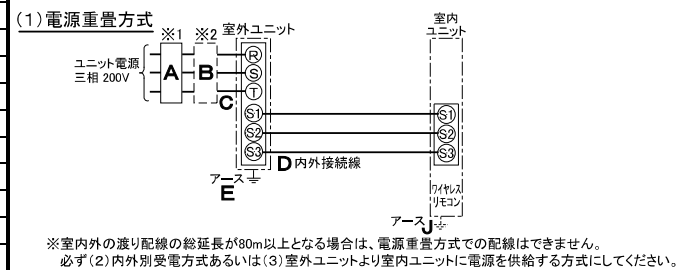 (1)電源重畳方式
※1 ※2 室外ユニット
室内
ユニット
ユニット電源
三相 200V
A B
R
S
T
C
S1 S1
S2 S2
S3 S3
D 内外接続線
アース
E
ワイヤレス
リモコン
アース J
※室内外の渡り配線の総延長が80m以上となる場合は、電源重畳方式での配線はできません。
必ず(2)内外別受電方式あるいは(3)室外ユニットより室内ユニットに電源を供給する方式にしてください。